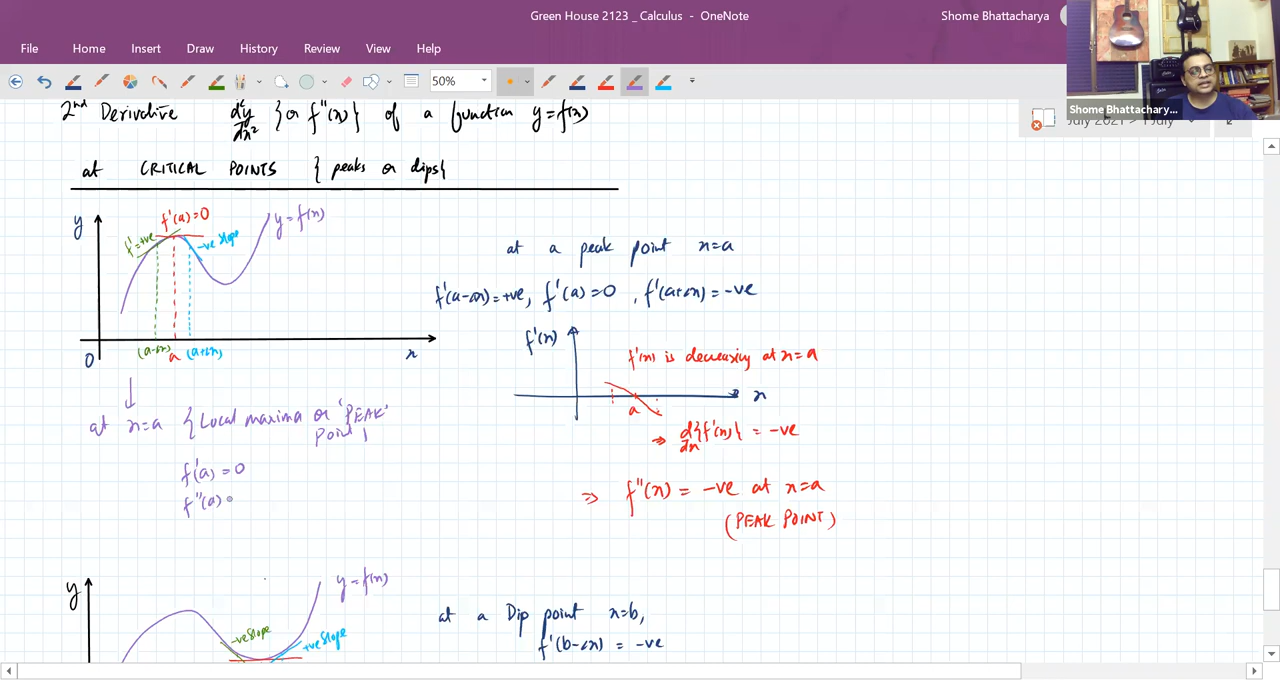 Green House 2123 _ Calculus - OneNote
Shome Bhattacharya
File Home Insert Draw History Review View Help
50%
Shome Bhattachary...
July 2021 > 1 July
2nd Derivative d²y/dx² {or f''(x)} of a function y=f(x)
at CRITICAL POINTS {peaks or dips}
y
f'(a)=0
y=f(x)
f'=+ve
-ve slope
0
(a-Δx)
a
(a+Δx)
x
at x=a {Local maxima or 'PEAK'
Point}
f'(a)=0
f''(a)
at a peak point x=a
f'(a-Δx)=+ve, f'(a)=0, f'(a+Δx)=-ve
f'(x)
f'(x) is decreasing at x=a
x
a
⇒ d/dx{f'(x)} = -ve
⇒ f''(x) = -ve at x=a
(PEAK POINT)
y
y=f(x)
-ve slope
+ve slope
at a Dip point x=b,
f'(b-Δx) = -ve